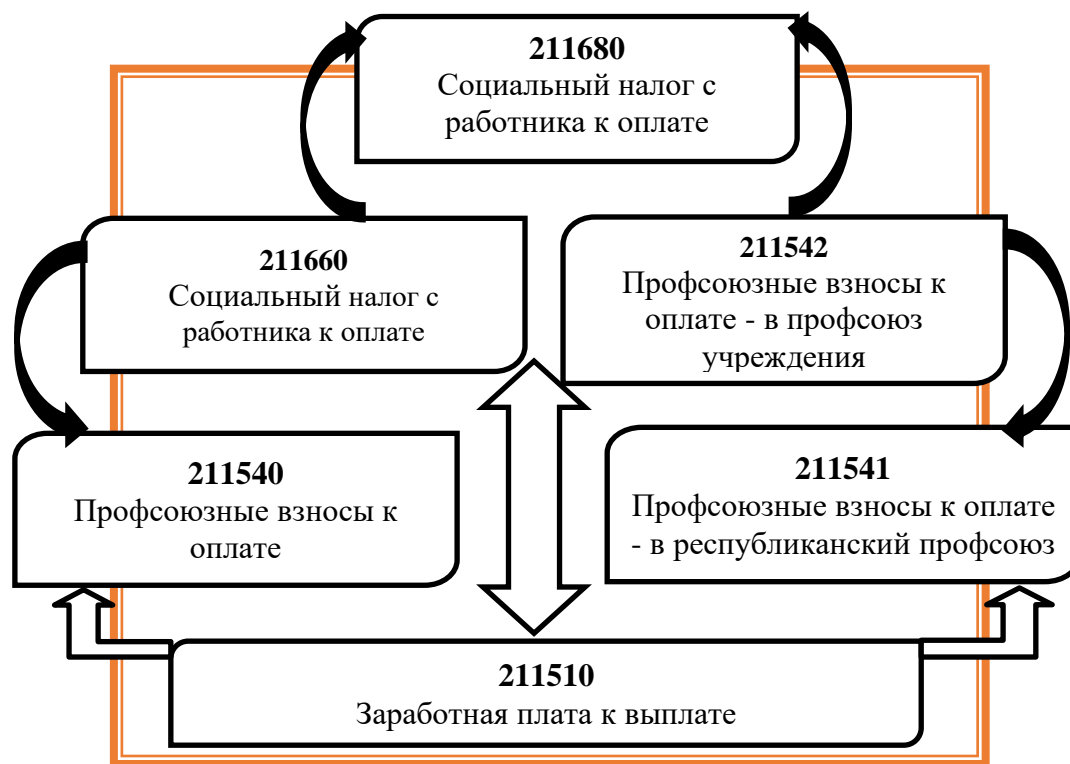 211680
Социальный налог с
работника к оплате
211660
Социальный налог с
работника к оплате
211542
Профсоюзные взносы к
оплате - в профсоюз
учреждения
211540
Профсоюзные взносы к
оплате
211541
Профсоюзные взносы к оплате
- в республиканский профсоюз
211510
Заработная плата к выплате